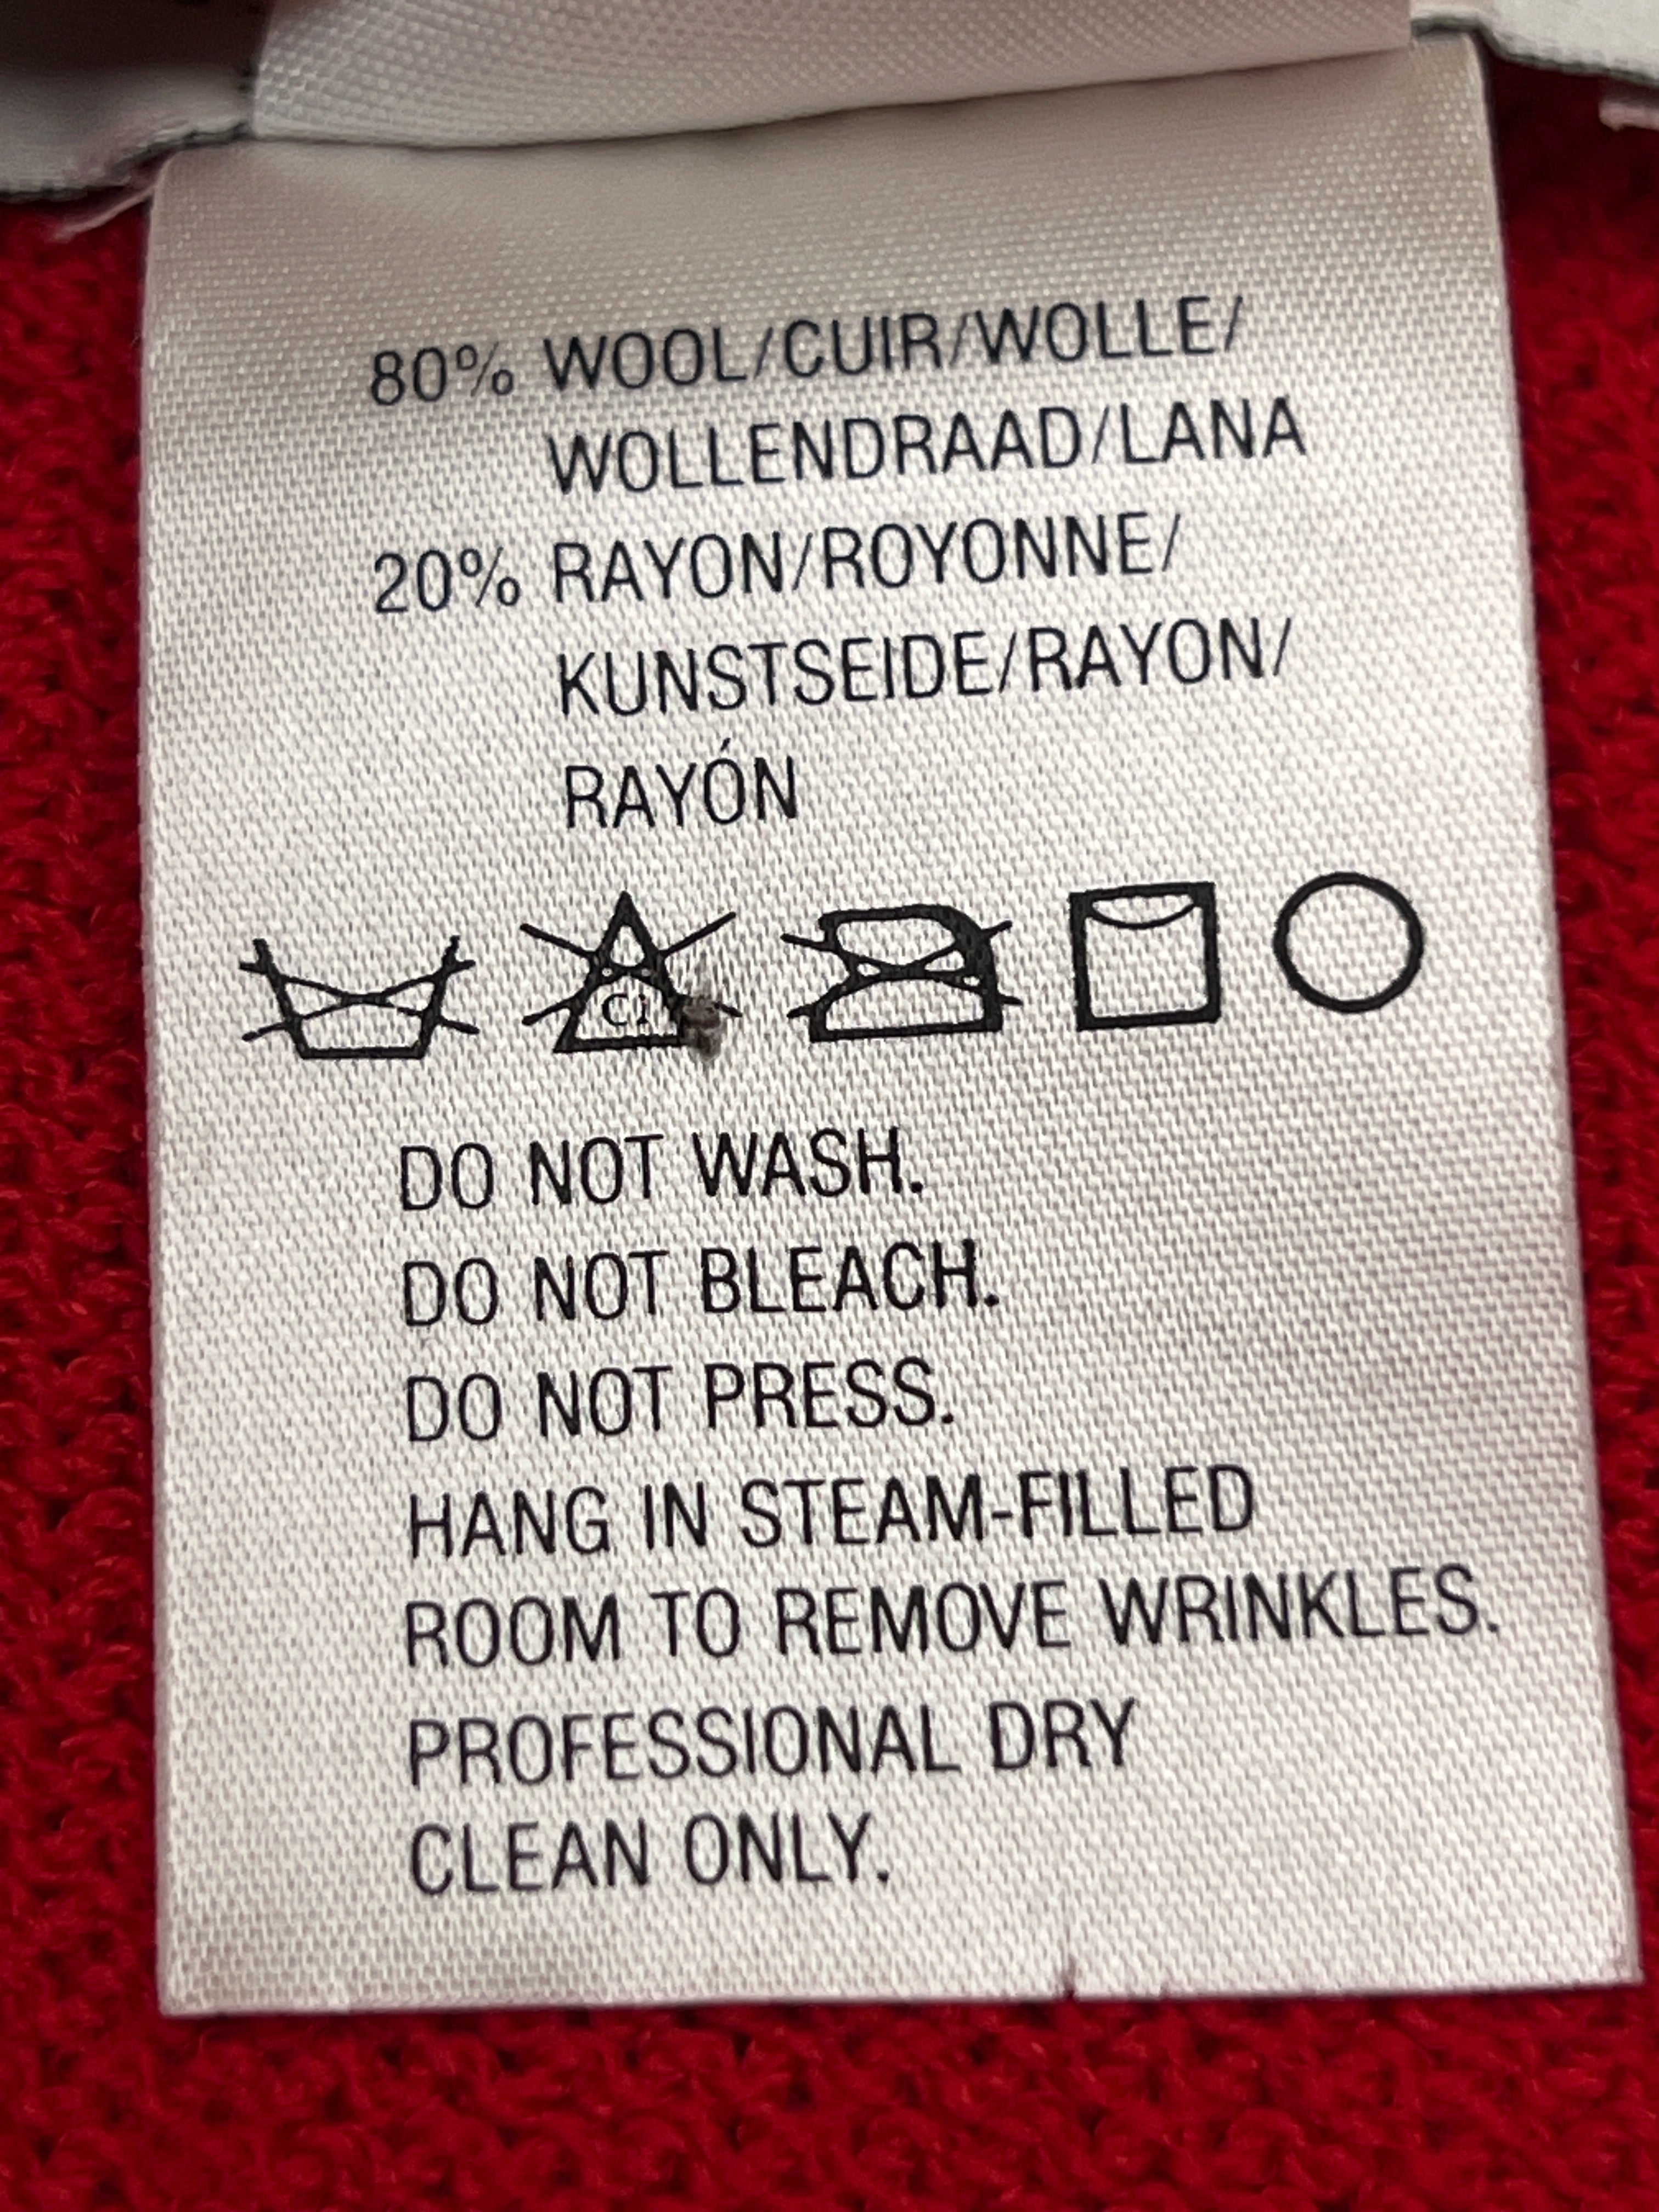 80% WOOL/CUIR/WOLLE/
WOLLENDRAAD/LANA
20% RAYON/ROYONNE/
KUNSTSEIDE/RAYON/
RAYÓN
Cl
DO NOT WASH.
DO NOT BLEACH.
DO NOT PRESS.
HANG IN STEAM-FILLED
ROOM TO REMOVE WRINKLES.
PROFESSIONAL DRY
CLEAN ONLY.